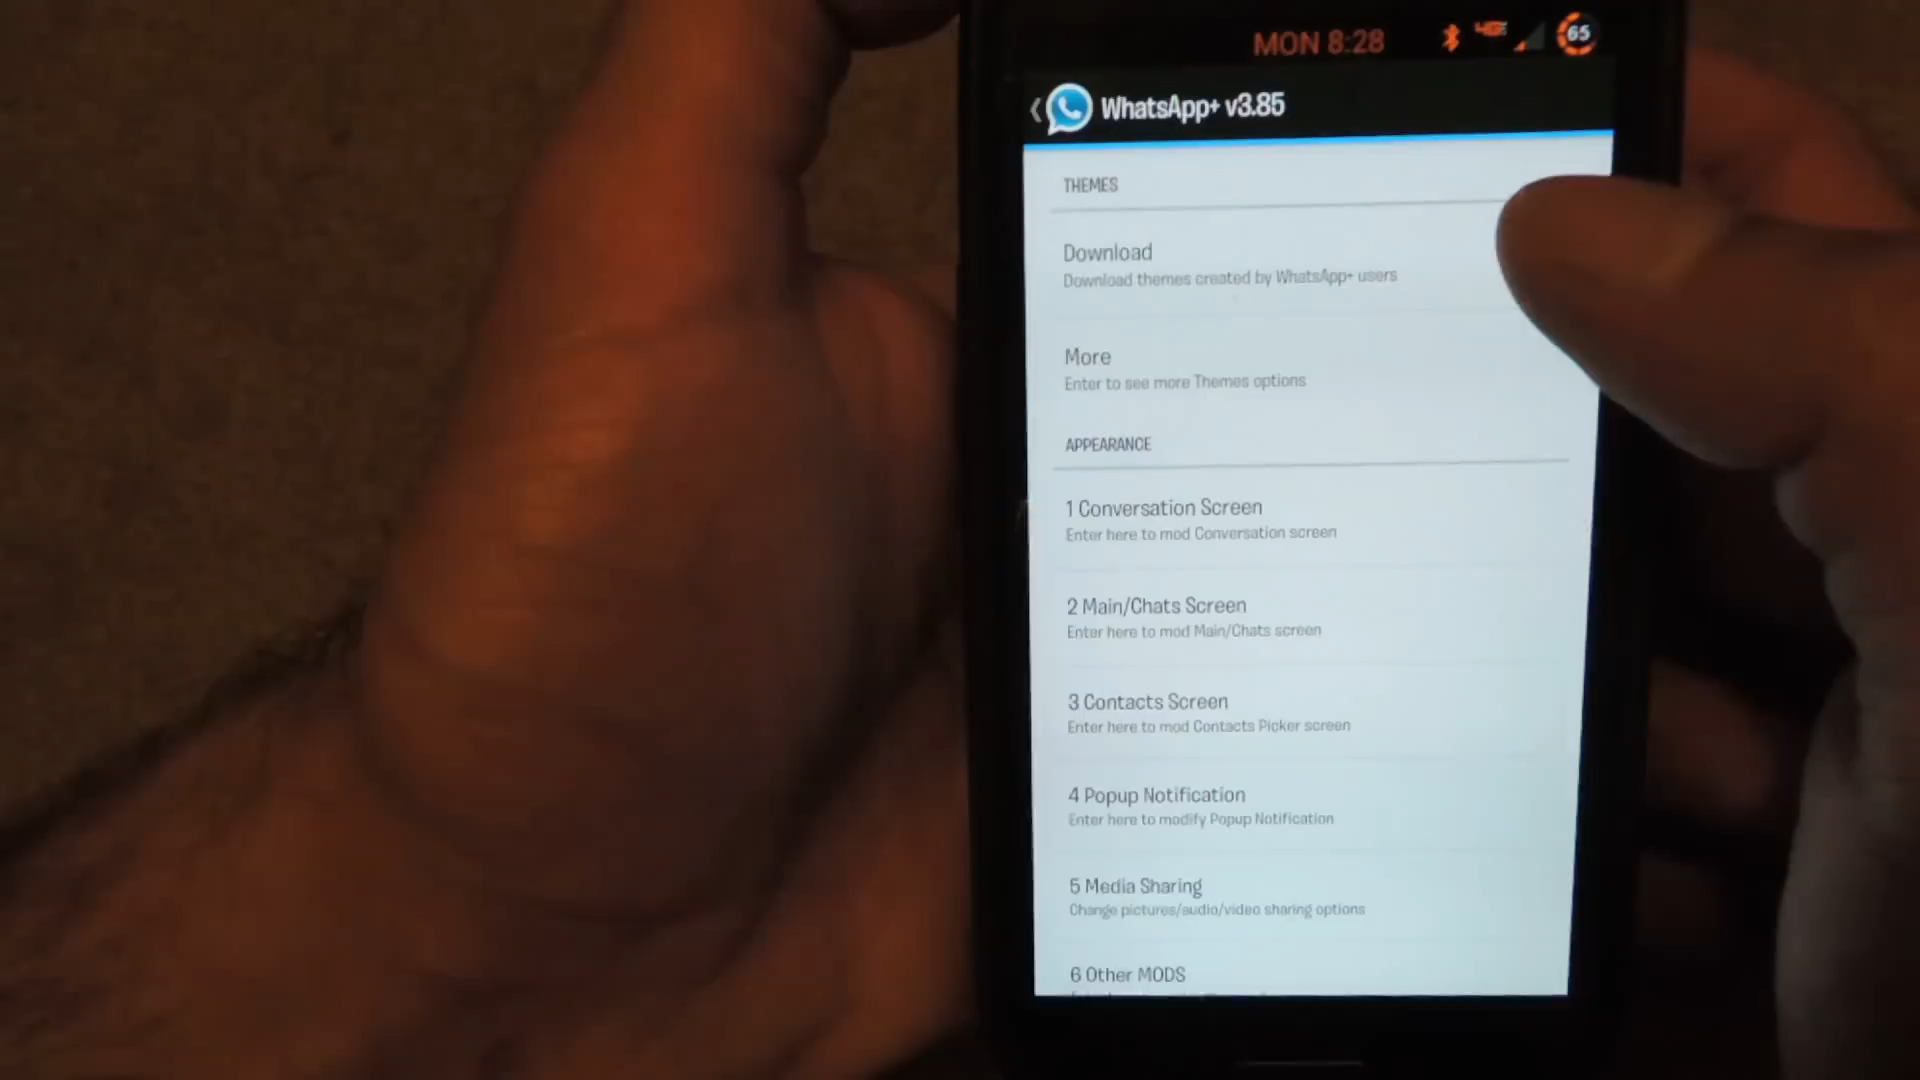 MON 8:28 4G 65
WhatsApp+ v3.85
THEMES
Download
Download themes created by WhatsApp+ users
More
Enter to see more Themes options
APPEARANCE
1 Conversation Screen
Enter here to mod Conversation screen
2 Main/Chats Screen
Enter here to mod Main/Chats screen
3 Contacts Screen
Enter here to mod Contacts Picker screen
4 Popup Notification
Enter here to modify Popup Notification
5 Media Sharing
Change pictures/audio/video sharing options
6 Other MODS